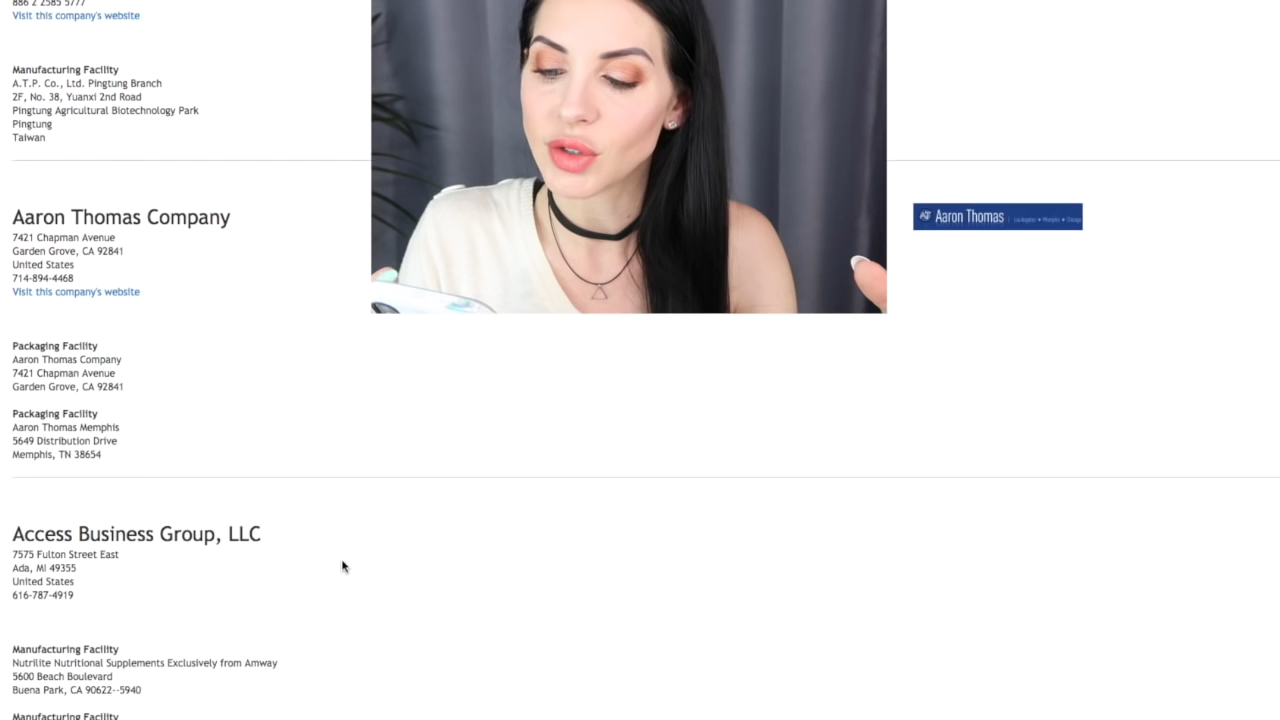 886 2 2585 5777
Visit this company's website
Manufacturing Facility
A.T.P. Co., Ltd. Pingtung Branch
2F, No. 38, Yuanxi 2nd Road
Pingtung Agricultural Biotechnology Park
Pingtung
Taiwan
Aaron Thomas Company
7421 Chapman Avenue
Garden Grove, CA 92841
United States
714-894-4468
Visit this company's website
Aaron Thomas | Los Angeles • Memphis • Chicago
Packaging Facility
Aaron Thomas Company
7421 Chapman Avenue
Garden Grove, CA 92841
Packaging Facility
Aaron Thomas Memphis
5649 Distribution Drive
Memphis, TN 38654
Access Business Group, LLC
7575 Fulton Street East
Ada, MI 49355
United States
616-787-4919
Manufacturing Facility
Nutrilite Nutritional Supplements Exclusively from Amway
5600 Beach Boulevard
Buena Park, CA 90622--5940
Manufacturing Facility